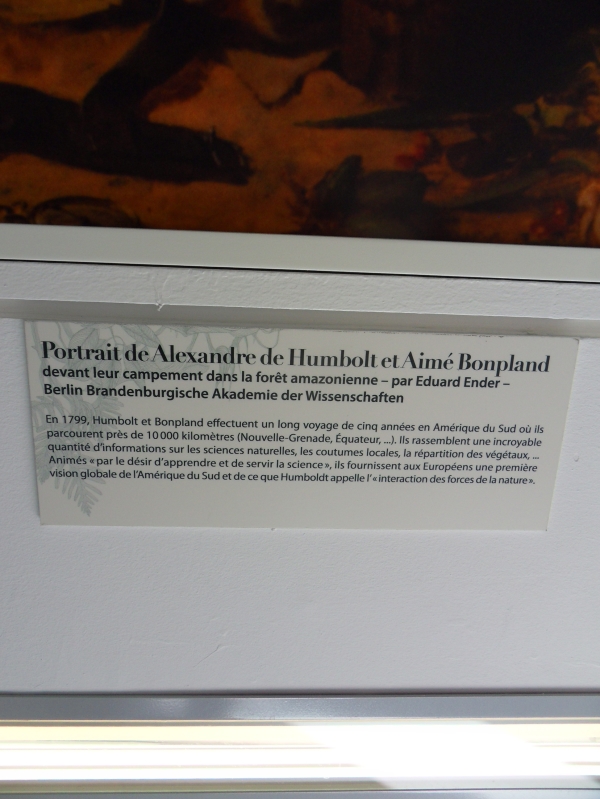 Portrait de Alexandre de Humbolt et Aimé Bonpland
devant leur campement dans la forêt amazonienne – par Eduard Ender –
Berlin Brandenburgische Akademie der Wissenschaften
En 1799, Humbolt et Bonpland effectuent un long voyage de cinq années en Amérique du Sud où ils
parcourent près de 10 000 kilomètres (Nouvelle-Grenade, Équateur, ...). Ils rassemblent une incroyable
quantité d'informations sur les sciences naturelles, les coutumes locales, la répartition des végétaux, ...
Animés « par le désir d'apprendre et de servir la science », ils fournissent aux Européens une première
vision globale de l'Amérique du Sud et de ce que Humboldt appelle l'« interaction des forces de la nature ».